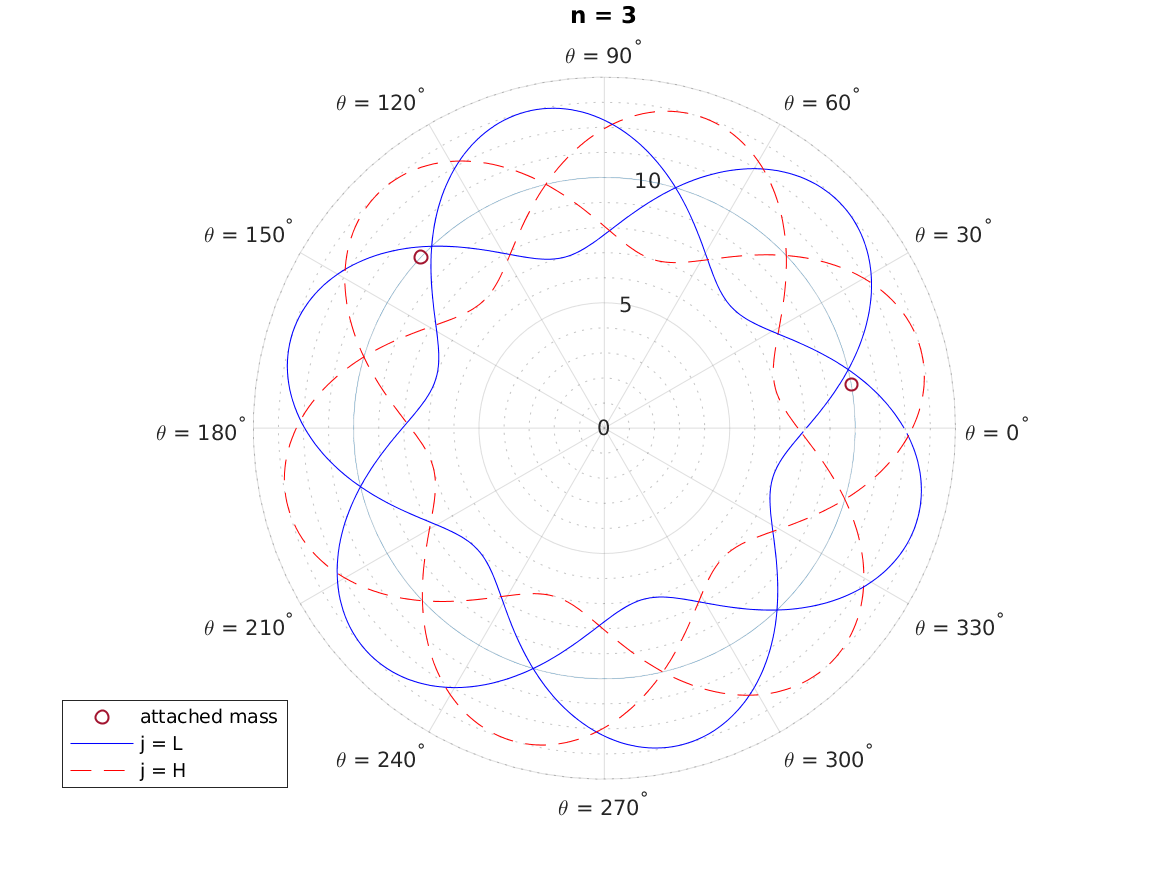 n = 3
θ = 90°
θ = 120°
θ = 60°
10
θ = 150°
θ = 30°
5
θ = 180°
0
θ = 0°
θ = 210°
θ = 330°
attached mass
j = L
j = H
θ = 240°
θ = 300°
θ = 270°